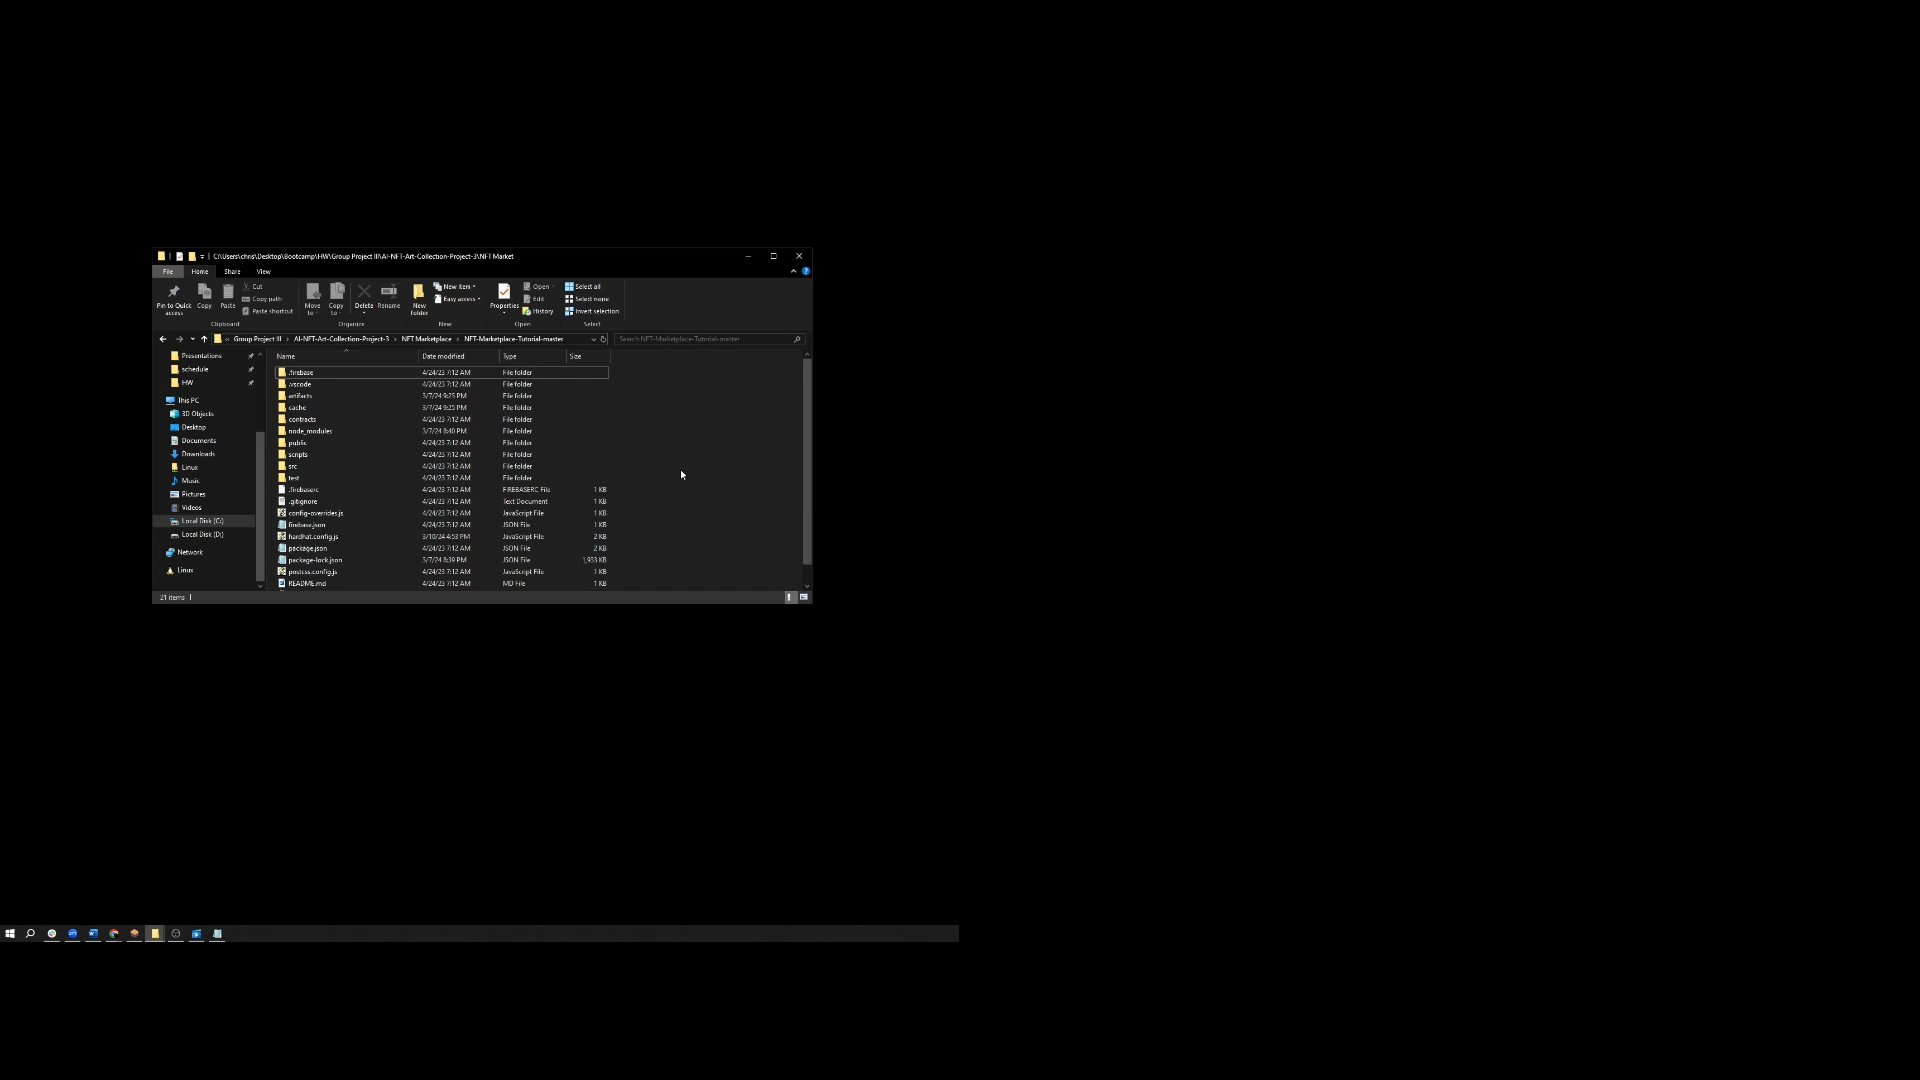 C:\Users\chris\Desktop\Bootcamp\HW\Group Project III\AI-NFT-Art-Collection-Project-3\NFT Market
File Home Share View
Pin to Quick access
Copy
Paste
Cut
Copy path
Paste shortcut
Clipboard
Move to
Copy to
Delete
Rename
Organize
New folder
New item
Easy access
New
Properties
Open
Edit
History
Open
Select all
Select none
Invert selection
Select
« Group Project III › AI-NFT-Art-Collection-Project-3 › NFT Marketplace › NFT-Marketplace-Tutorial-master
Search NFT-Marketplace-Tutorial-master
Presentations
schedule
HW
This PC
3D Objects
Desktop
Documents
Downloads
Linux
Music
Pictures
Videos
Local Disk (C:)
Local Disk (D:)
Network
Linux
Name Date modified Type Size
.firebase 4/24/23 7:12 AM File folder
.vscode 4/24/23 7:12 AM File folder
artifacts 3/7/24 9:25 PM File folder
cache 3/7/24 9:25 PM File folder
contracts 4/24/23 7:12 AM File folder
node_modules 3/7/24 8:40 PM File folder
public 4/24/23 7:12 AM File folder
scripts 4/24/23 7:12 AM File folder
src 4/24/23 7:12 AM File folder
test 4/24/23 7:12 AM File folder
.firebaserc 4/24/23 7:12 AM FIREBASERC File 1 KB
.gitignore 4/24/23 7:12 AM Text Document 1 KB
config-overrides.js 4/24/23 7:12 AM JavaScript File 1 KB
firebase.json 4/24/23 7:12 AM JSON File 1 KB
hardhat.config.js 3/10/24 4:53 PM JavaScript File 2 KB
package.json 4/24/23 7:12 AM JSON File 2 KB
package-lock.json 3/7/24 8:39 PM JSON File 1,933 KB
postcss.config.js 4/24/23 7:12 AM JavaScript File 1 KB
README.md 4/24/23 7:12 AM MD File 1 KB
21 items